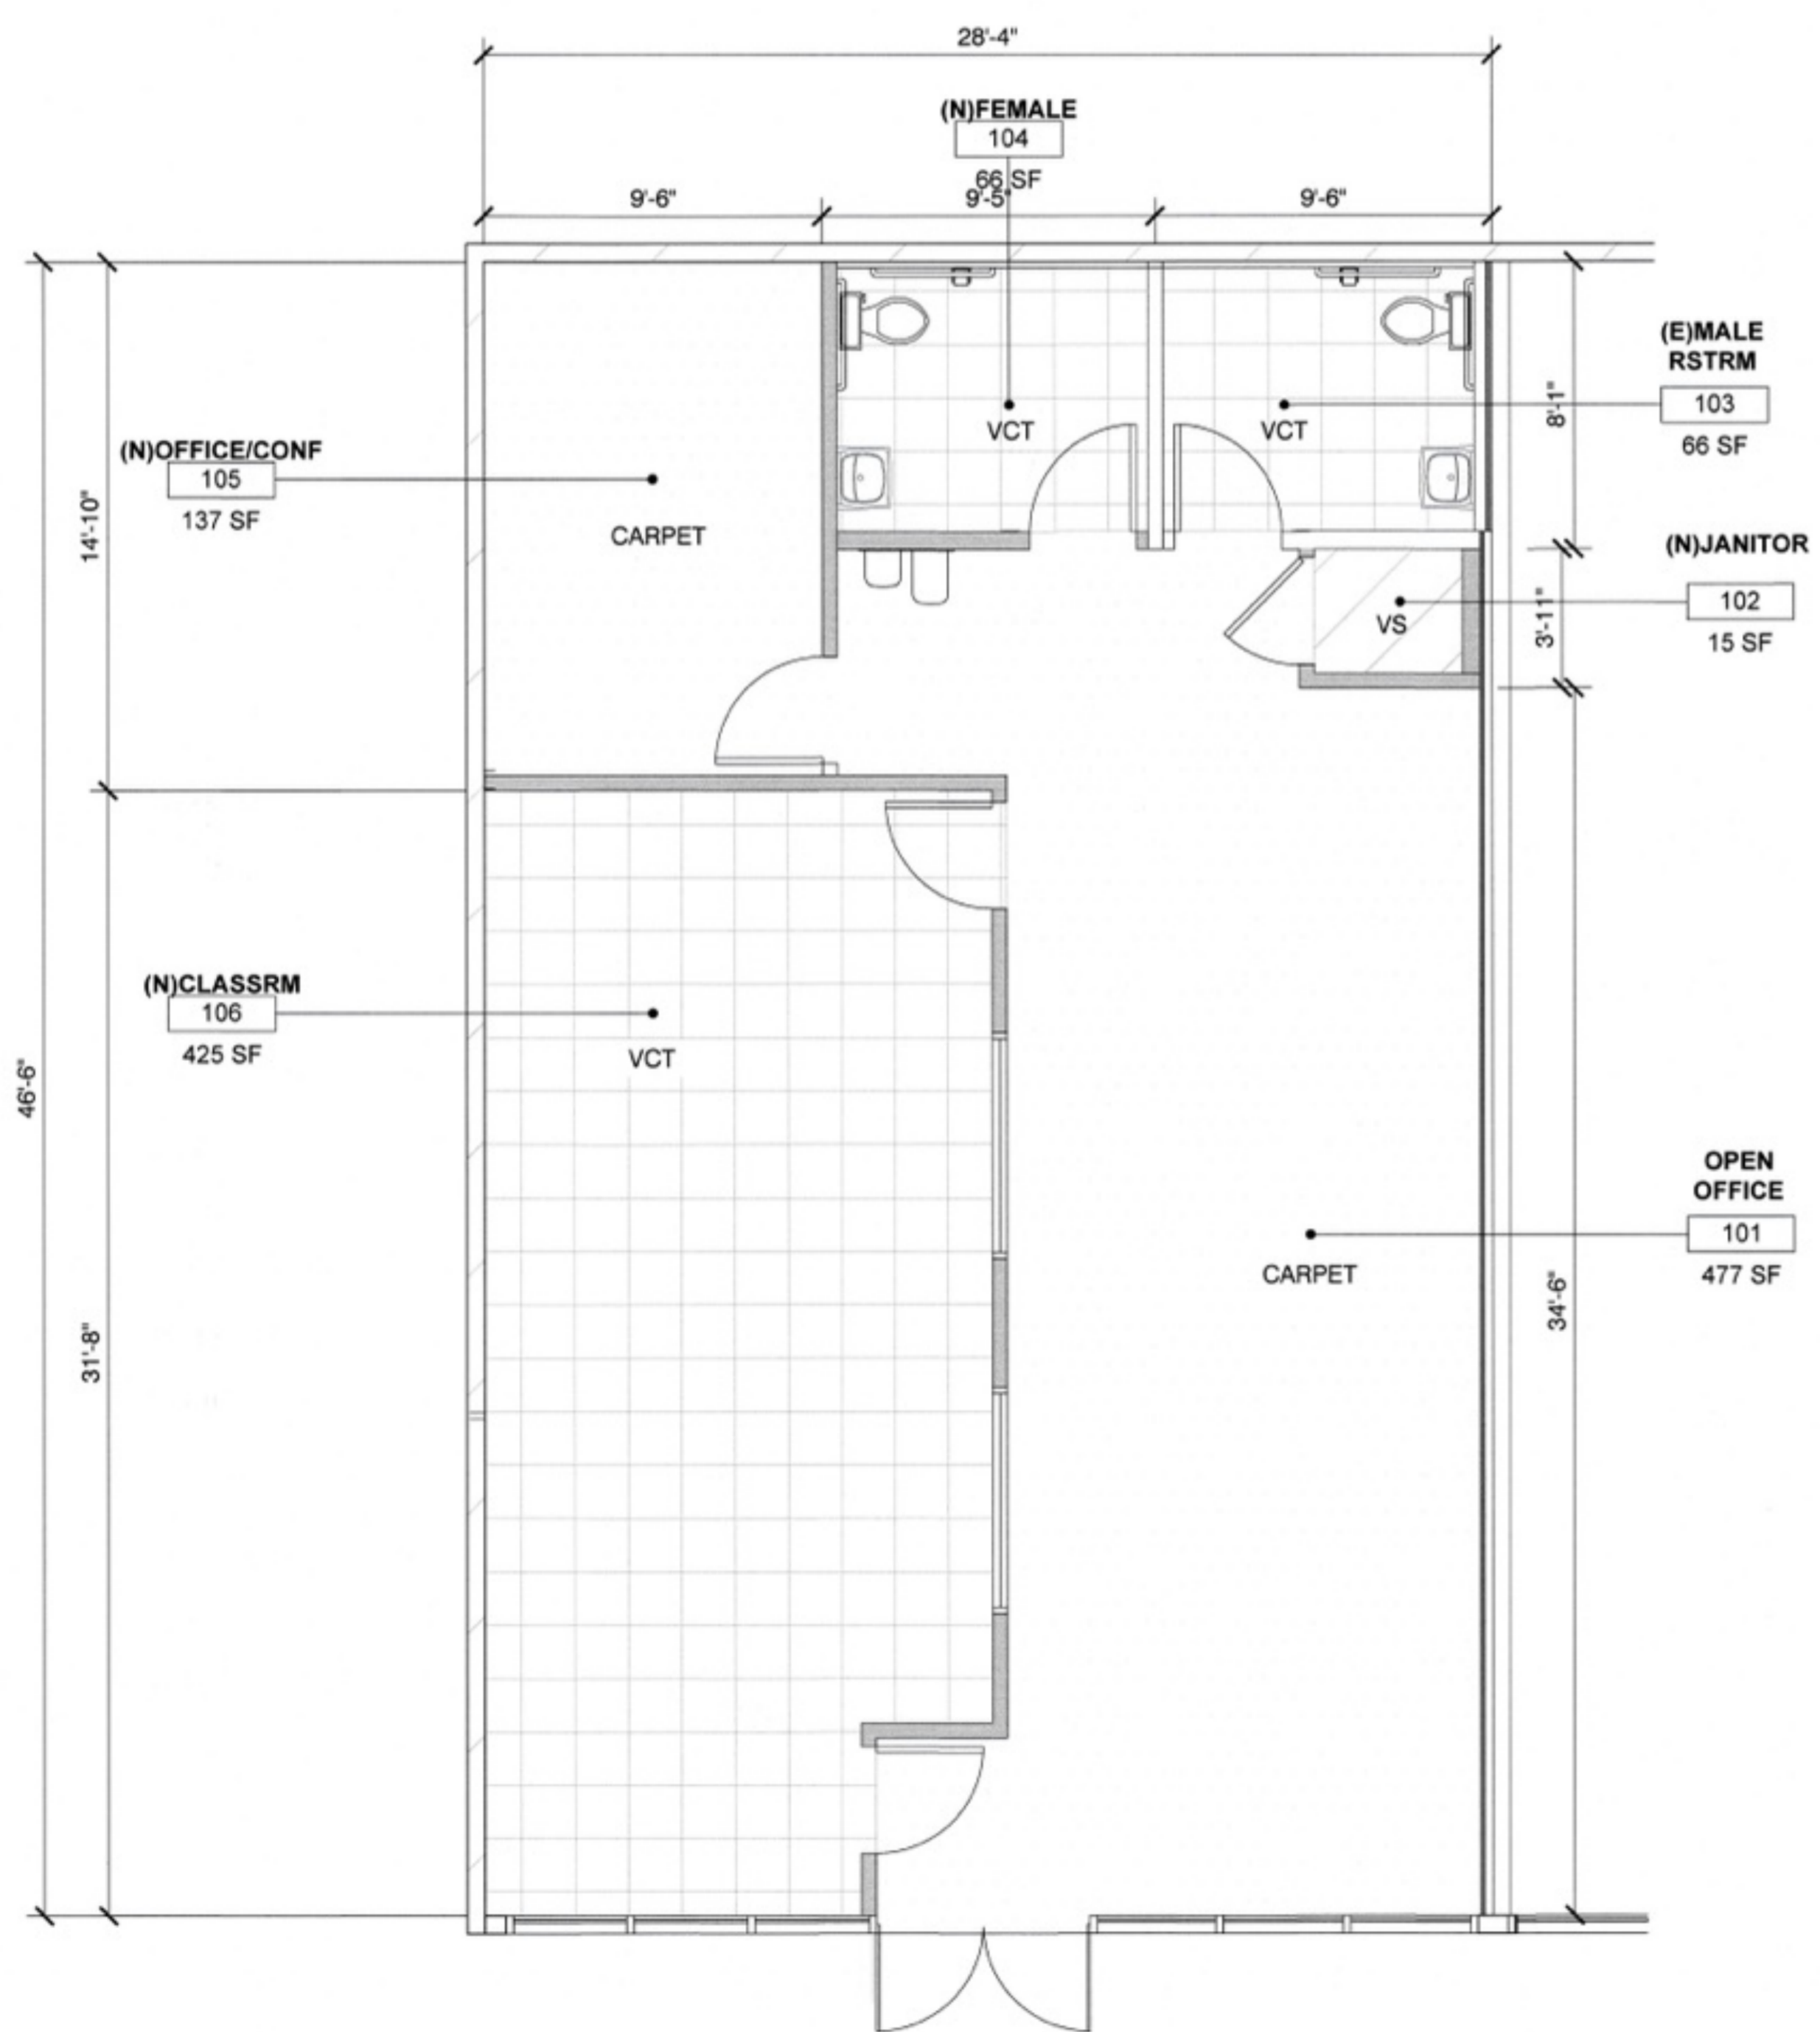 28'-4"
(N)FEMALE
104
66 SF
9'-6"
9'-5"
9'-6"
(E)MALE
RSTRM
103
66 SF
8'-1"
VCT
VCT
(N)OFFICE/CONF
105
137 SF
CARPET
14'-10"
(N)JANITOR
102
15 SF
VS
3'-11"
(N)CLASSRM
106
425 SF
VCT
46'-6"
OPEN
OFFICE
101
477 SF
CARPET
34'-6"
31'-8"